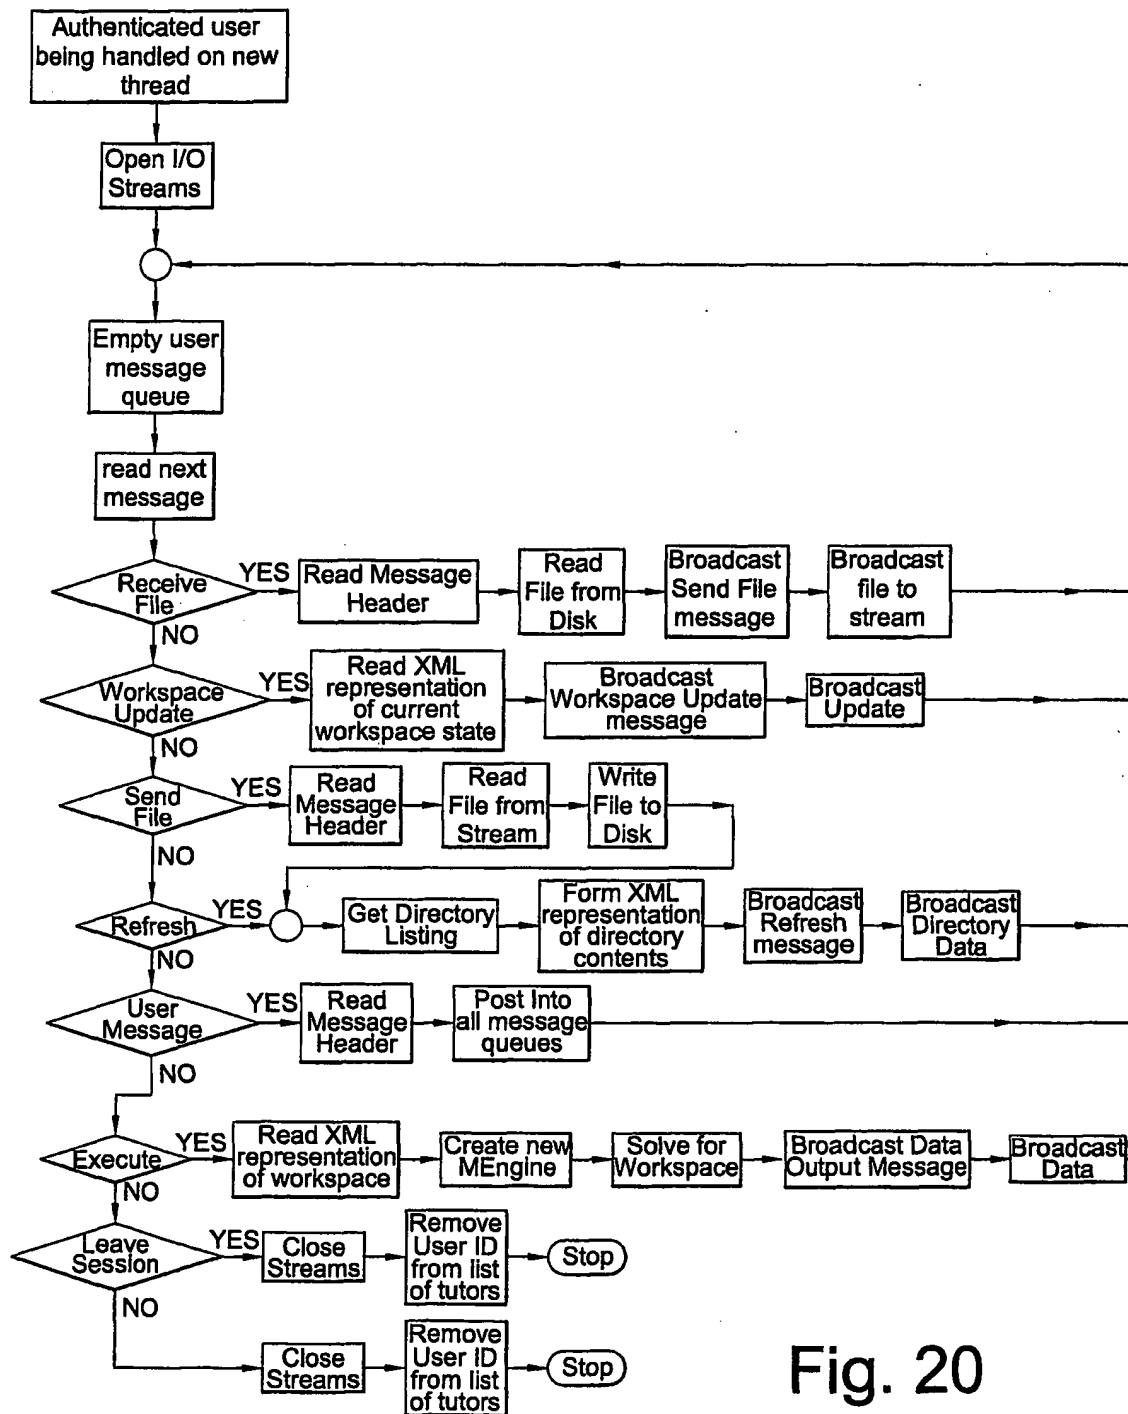 Authenticated user
being handled on new
thread
Open I/O
Streams
Empty user
message
queue
read next
message
Receive
File
YES
NO
Read Message
Header
Read
File from
Disk
Broadcast
Send File
message
Broadcast
file to
stream
Workspace
Update
YES
NO
Read XML
representation
of current
workspace state
Broadcast
Workspace Update
message
Broadcast
Update
Send
File
YES
NO
Read
Message
Header
Read
File from
Stream
Write
File to
Disk
Refresh
YES
NO
Get Directory
Listing
Form XML
representation
of directory
contents
Broadcast
Refresh
message
Broadcast
Directory
Data
User
Message
YES
NO
Read
Message
Header
Post Into
all message
queues
Execute
YES
NO
Read XML
representation
of workspace
Create new
MEngine
Solve for
Workspace
Broadcast Data
Output Message
Broadcast
Data
Leave
Session
YES
NO
Close
Streams
Remove
User ID
from list
of tutors
Stop
Close
Streams
Remove
User ID
from list
of tutors
Stop
Fig. 20